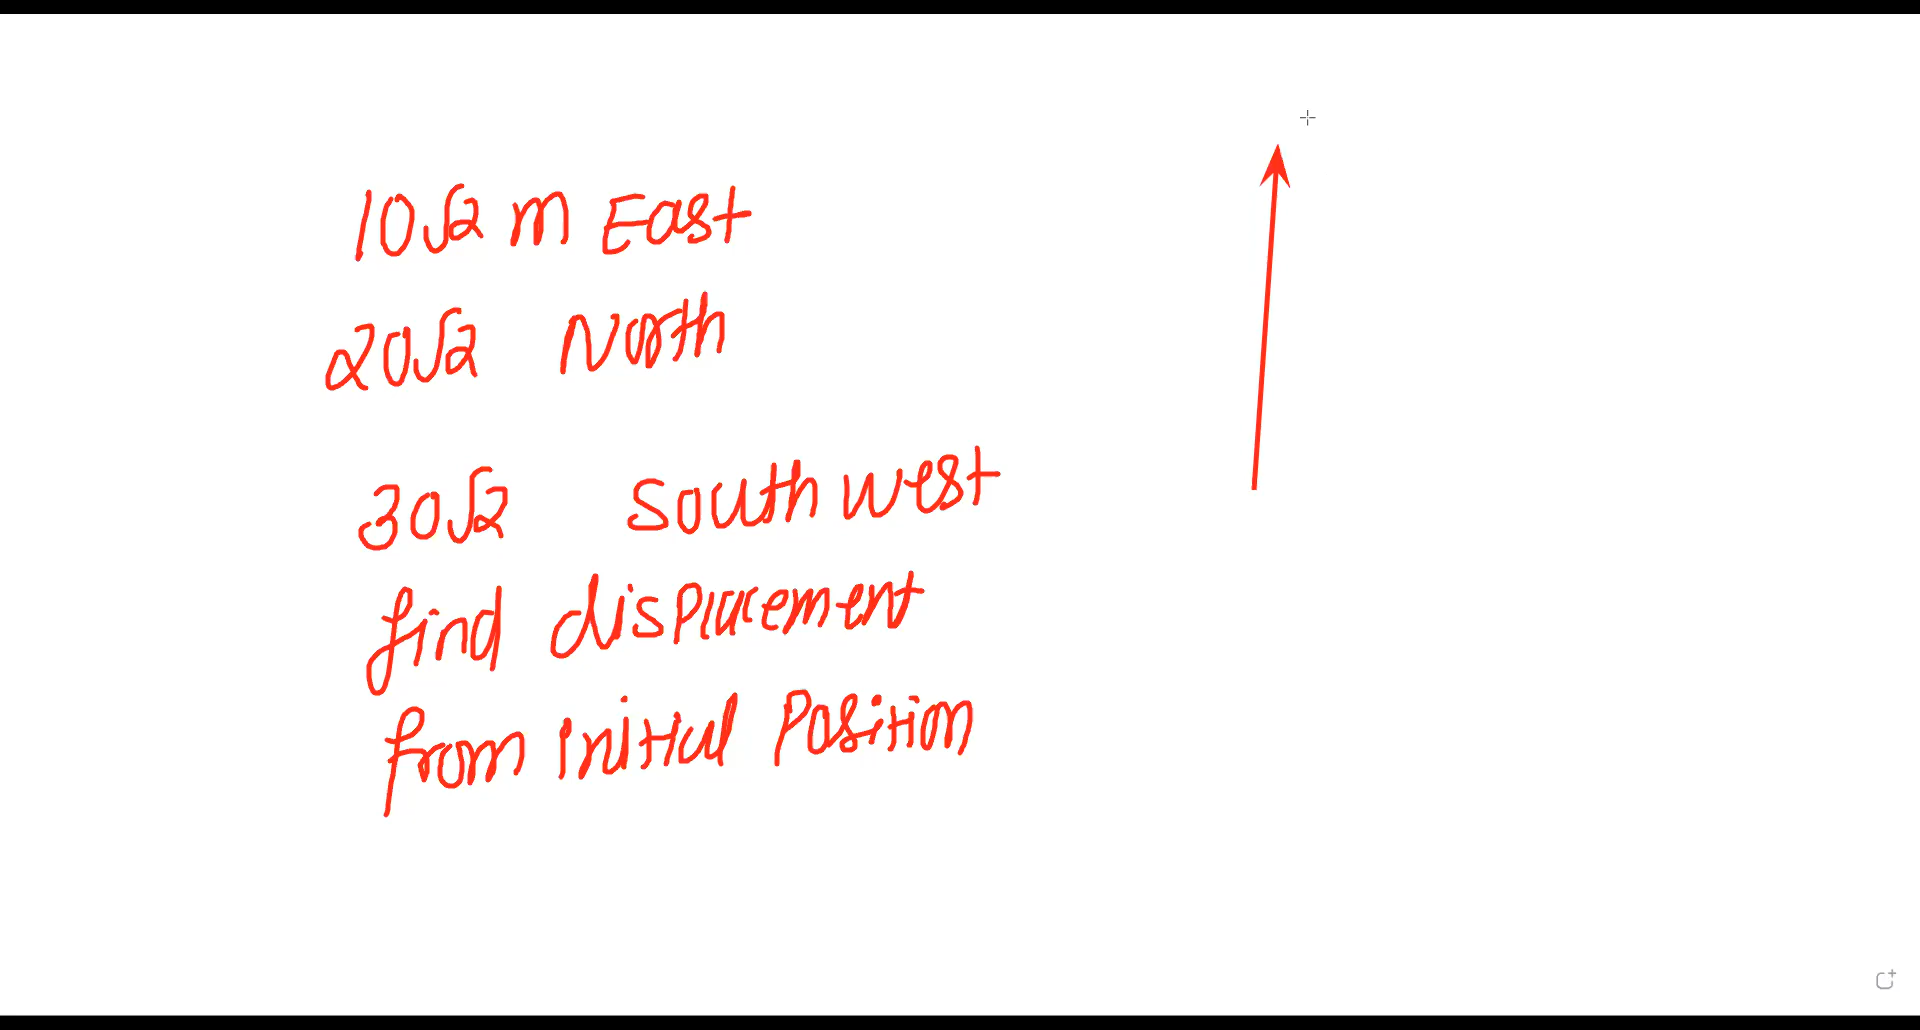 10√2 m East
20√2 North
30√2 South west
find displacement
from initial Position